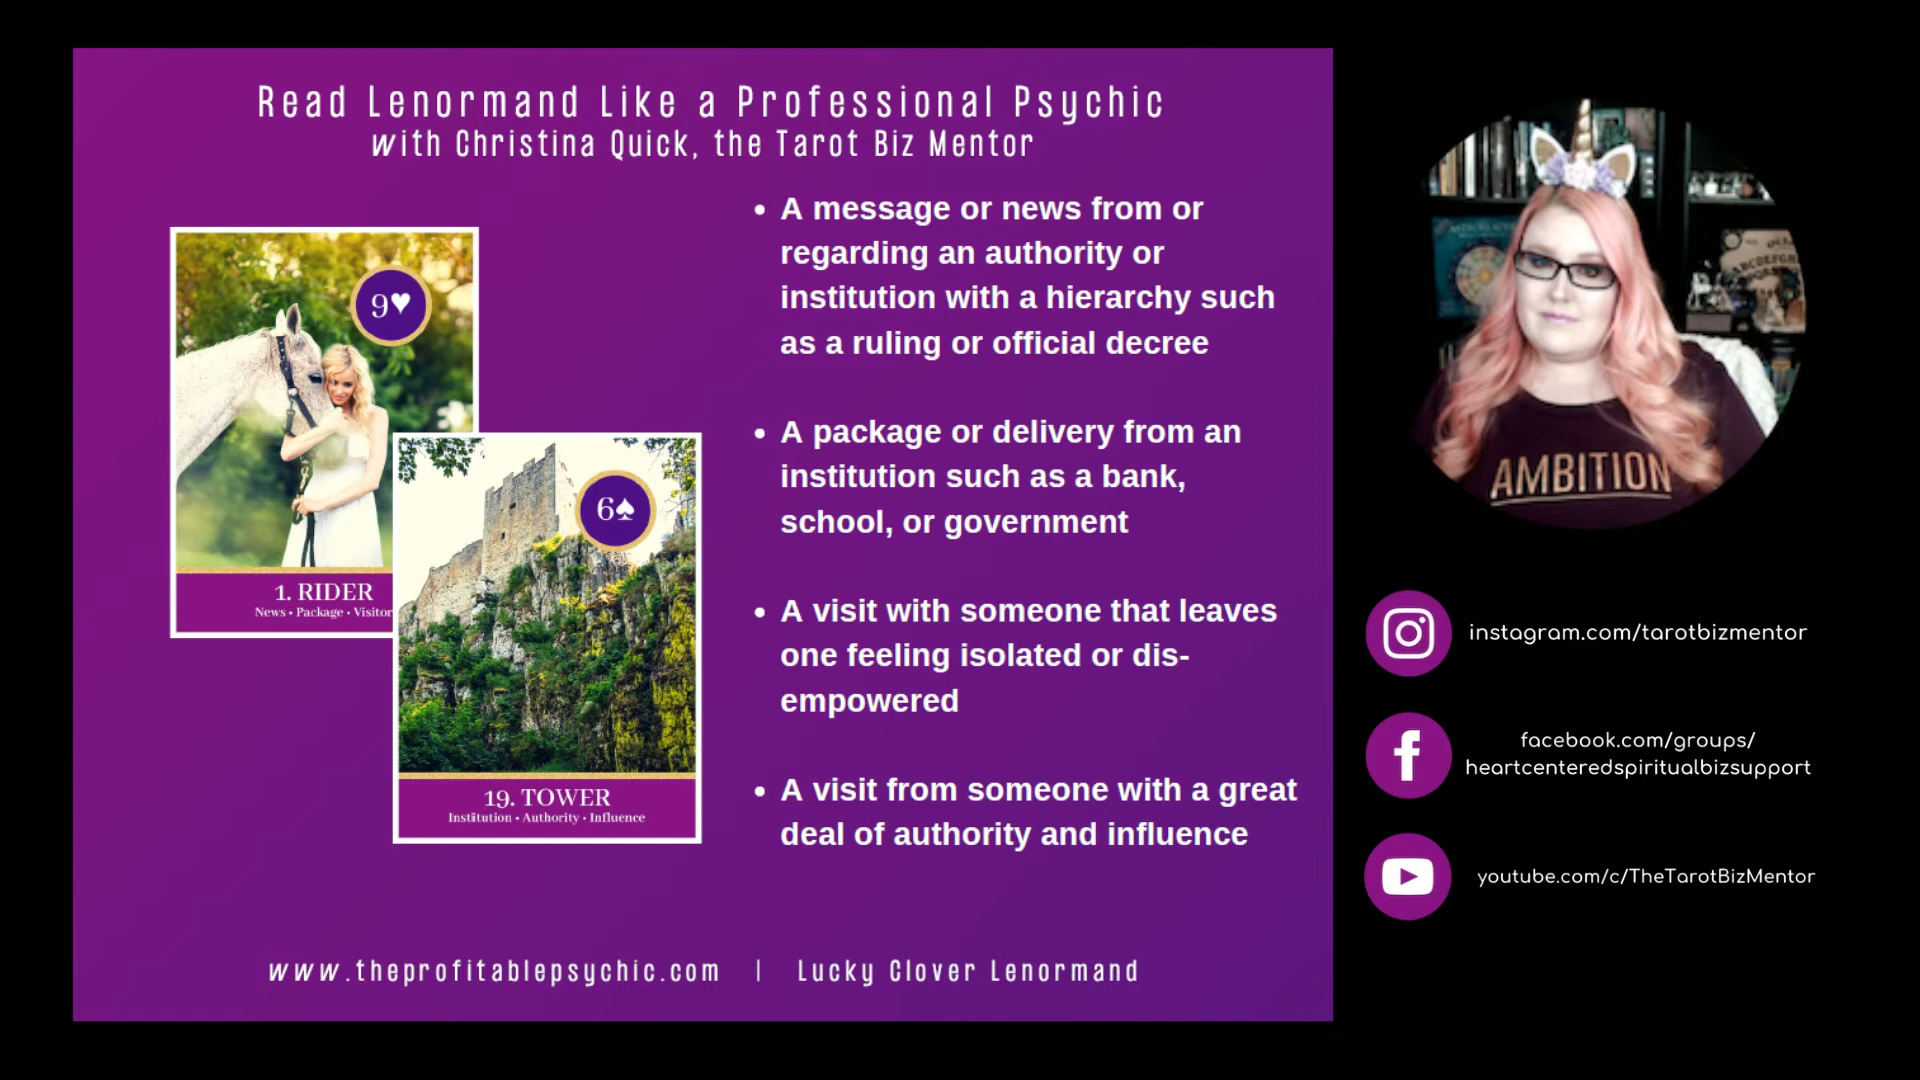 Read Lenormand Like a Professional Psychic
with Christina Quick, the Tarot Biz Mentor
9♥
1. RIDER
News • Package • Visitor
6♠
19. TOWER
Institution • Authority • Influence
• A message or news from or
regarding an authority or
institution with a hierarchy such
as a ruling or official decree
• A package or delivery from an
institution such as a bank,
school, or government
• A visit with someone that leaves
one feeling isolated or dis-
empowered
• A visit from someone with a great
deal of authority and influence
www.theprofitablepsychic.com | Lucky Clover Lenormand
AMBITION
instagram.com/tarotbizmentor
facebook.com/groups/
heartcenteredspiritualbizsupport
youtube.com/c/TheTarotBizMentor